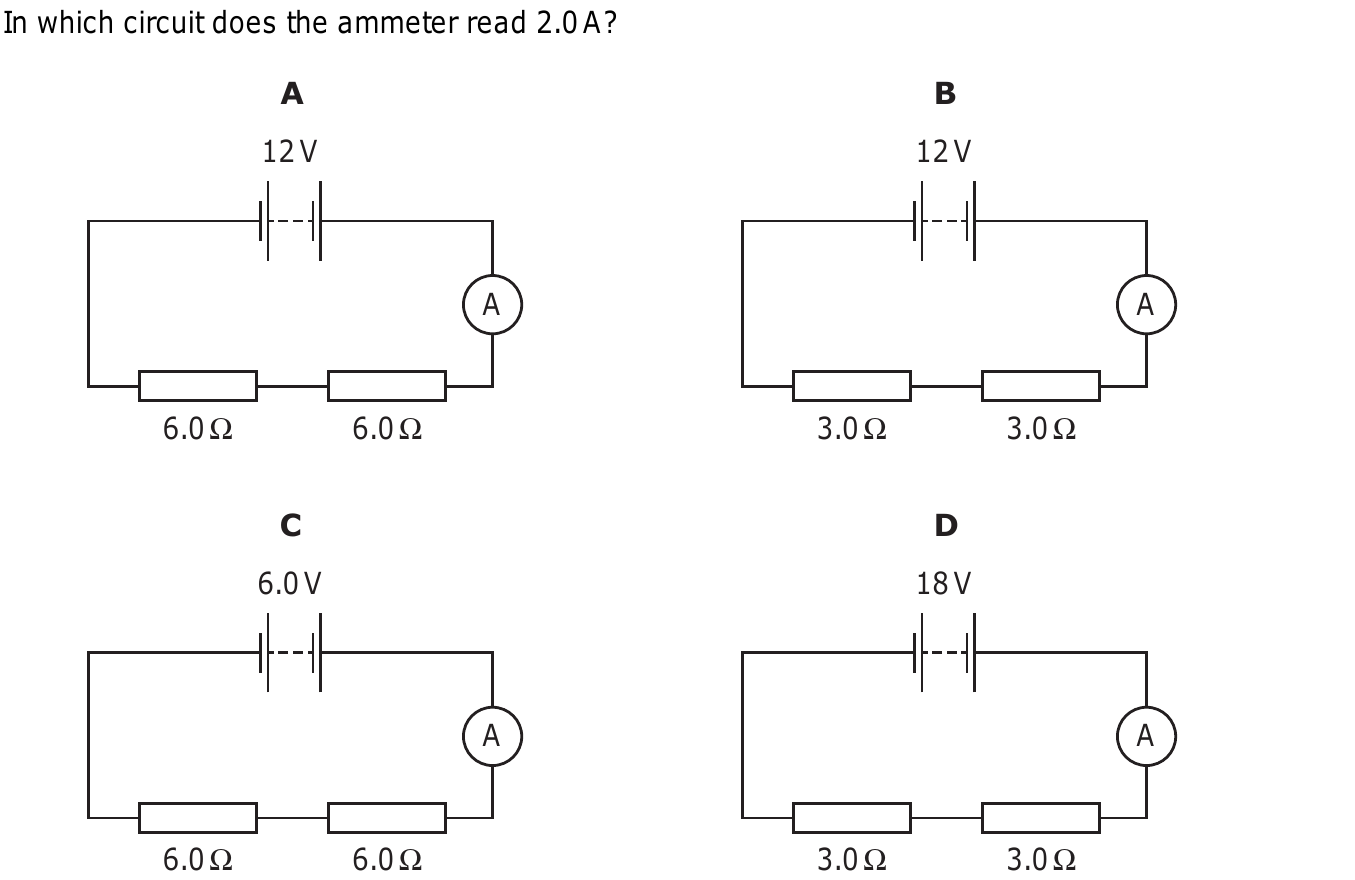 In which circuit does the ammeter read 2.0 A?
A B
12 V 12 V
A A
6.0 Ω 6.0 Ω 3.0 Ω 3.0 Ω
C D
6.0 V 18 V
A A
6.0 Ω 6.0 Ω 3.0 Ω 3.0 Ω